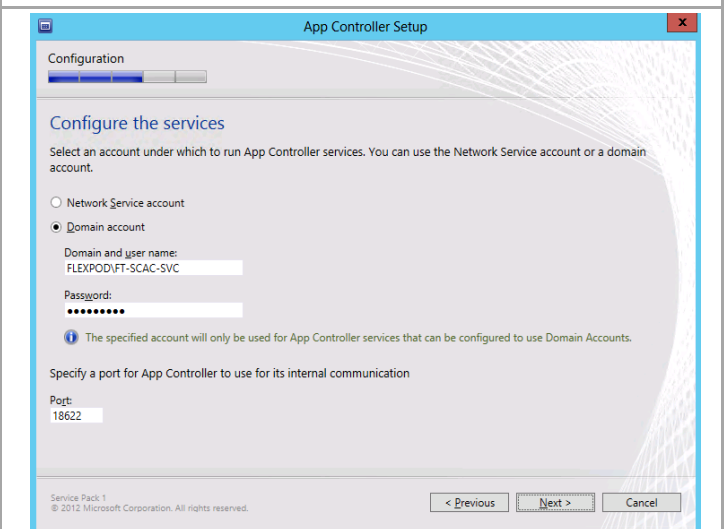 App Controller Setup
x
Configuration
Configure the services
Select an account under which to run App Controller services. You can use the Network Service account or a domain
account.
Network Service account
Domain account
Domain and user name:
FLEXPOD\FT-SCAC-SVC
Password:
●●●●●●●●●
The specified account will only be used for App Controller services that can be configured to use Domain Accounts.
Specify a port for App Controller to use for its internal communication
Port:
18622
Service Pack 1
© 2012 Microsoft Corporation. All rights reserved.
< Previous Next > Cancel